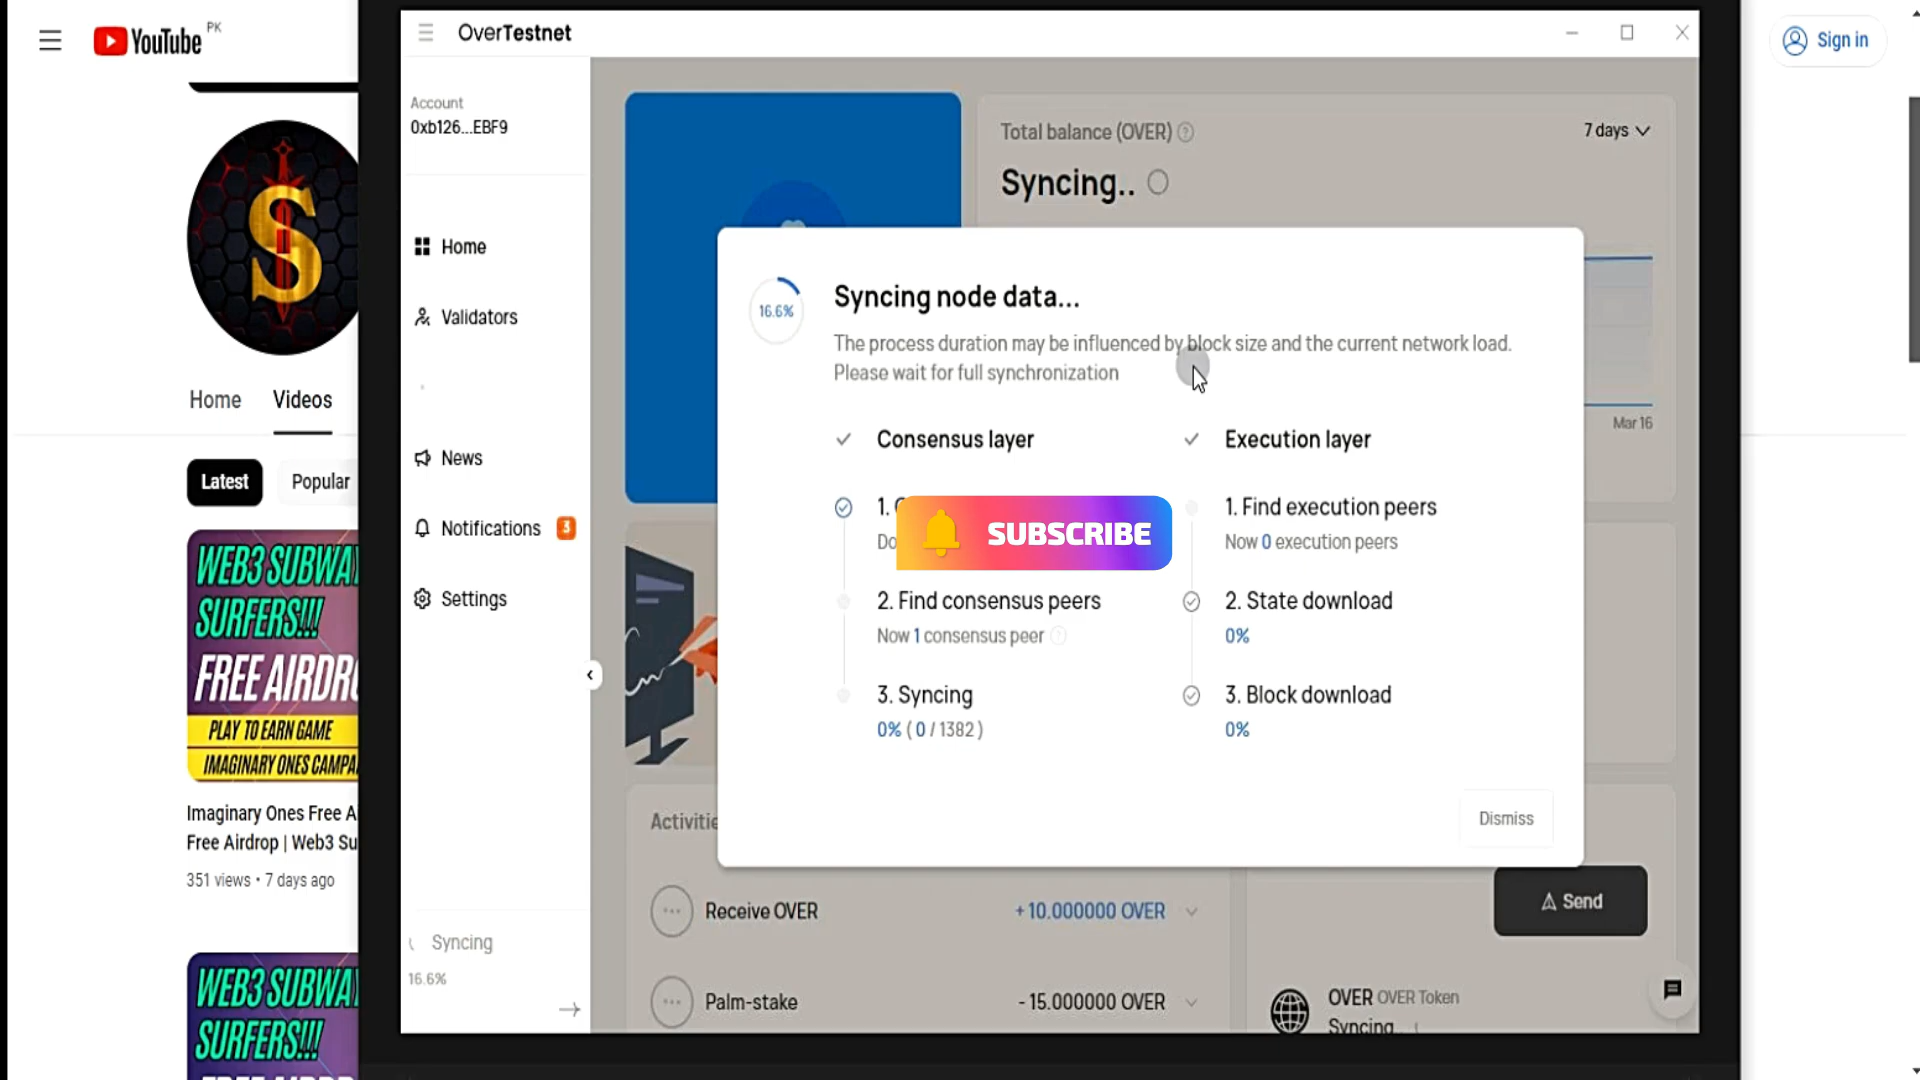 YouTube PK
Sign in
Home
Videos
Latest
Popular
WEB3 SUBWAY
SURFERS!!!
FREE AIRDRO
PLAY TO EARN GAME
IMAGINARY ONES CAMPA
Imaginary Ones Free A
Free Airdrop | Web3 Su
351 views • 7 days ago
WEB3 SUBWAY
SURFERS!!!
OverTestnet
Account
0xb126...EBF9
Home
Validators
News
Notifications 3
Settings
Syncing
16.6%
Total balance (OVER)
7 days
Syncing..
Mar 16
16.6%
Syncing node data...
The process duration may be influenced by block size and the current network load.
Please wait for full synchronization
Consensus layer
1.
Do
SUBSCRIBE
2. Find consensus peers
Now 1 consensus peer
3. Syncing
0% ( 0 / 1382 )
Execution layer
1. Find execution peers
Now 0 execution peers
2. State download
0%
3. Block download
0%
Dismiss
Activitie
Receive OVER
+10.000000 OVER
Palm-stake
- 15.000000 OVER
Send
OVER OVER Token
Syncing..